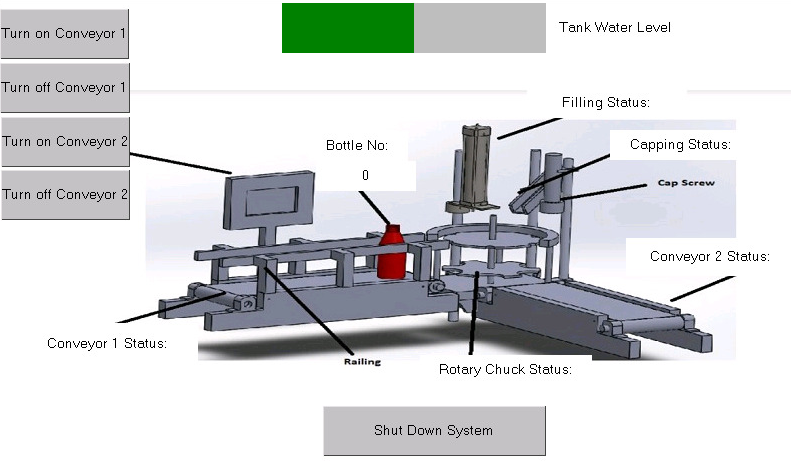 Turn on Conveyor 1
Tank Water Level
Turn off Conveyor 1
Filling Status:
Turn on Conveyor 2
Bottle No:
Capping Status:
0
Cap Screw
Turn off Conveyor 2
Conveyor 2 Status:
Conveyor 1 Status:
Railing
Rotary Chuck Status:
Shut Down System